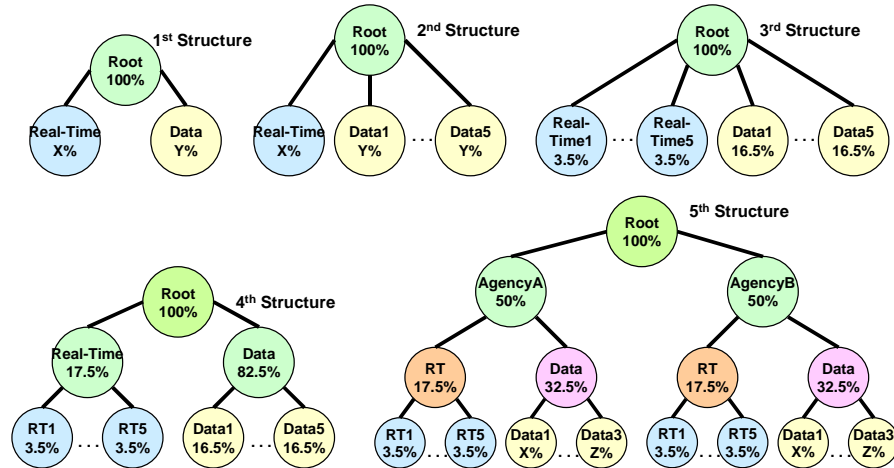 1st Structure
Root
100%
Real-Time
X%
Data
Y%
2nd Structure
Root
100%
Real-Time
X%
Data1
Y%
...
Data5
Y%
3rd Structure
Root
100%
Real-
Time1
3.5%
...
Real-
Time5
3.5%
Data1
16.5%
...
Data5
16.5%
4th Structure
Root
100%
Real-Time
17.5%
Data
82.5%
RT1
3.5%
...
RT5
3.5%
Data1
16.5%
...
Data5
16.5%
5th Structure
Root
100%
AgencyA
50%
AgencyB
50%
RT
17.5%
Data
32.5%
RT
17.5%
Data
32.5%
RT1
3.5%
...
RT5
3.5%
Data1
X%
...
Data3
Z%
RT1
3.5%
...
RT5
3.5%
Data1
X%
...
Data3
Z%